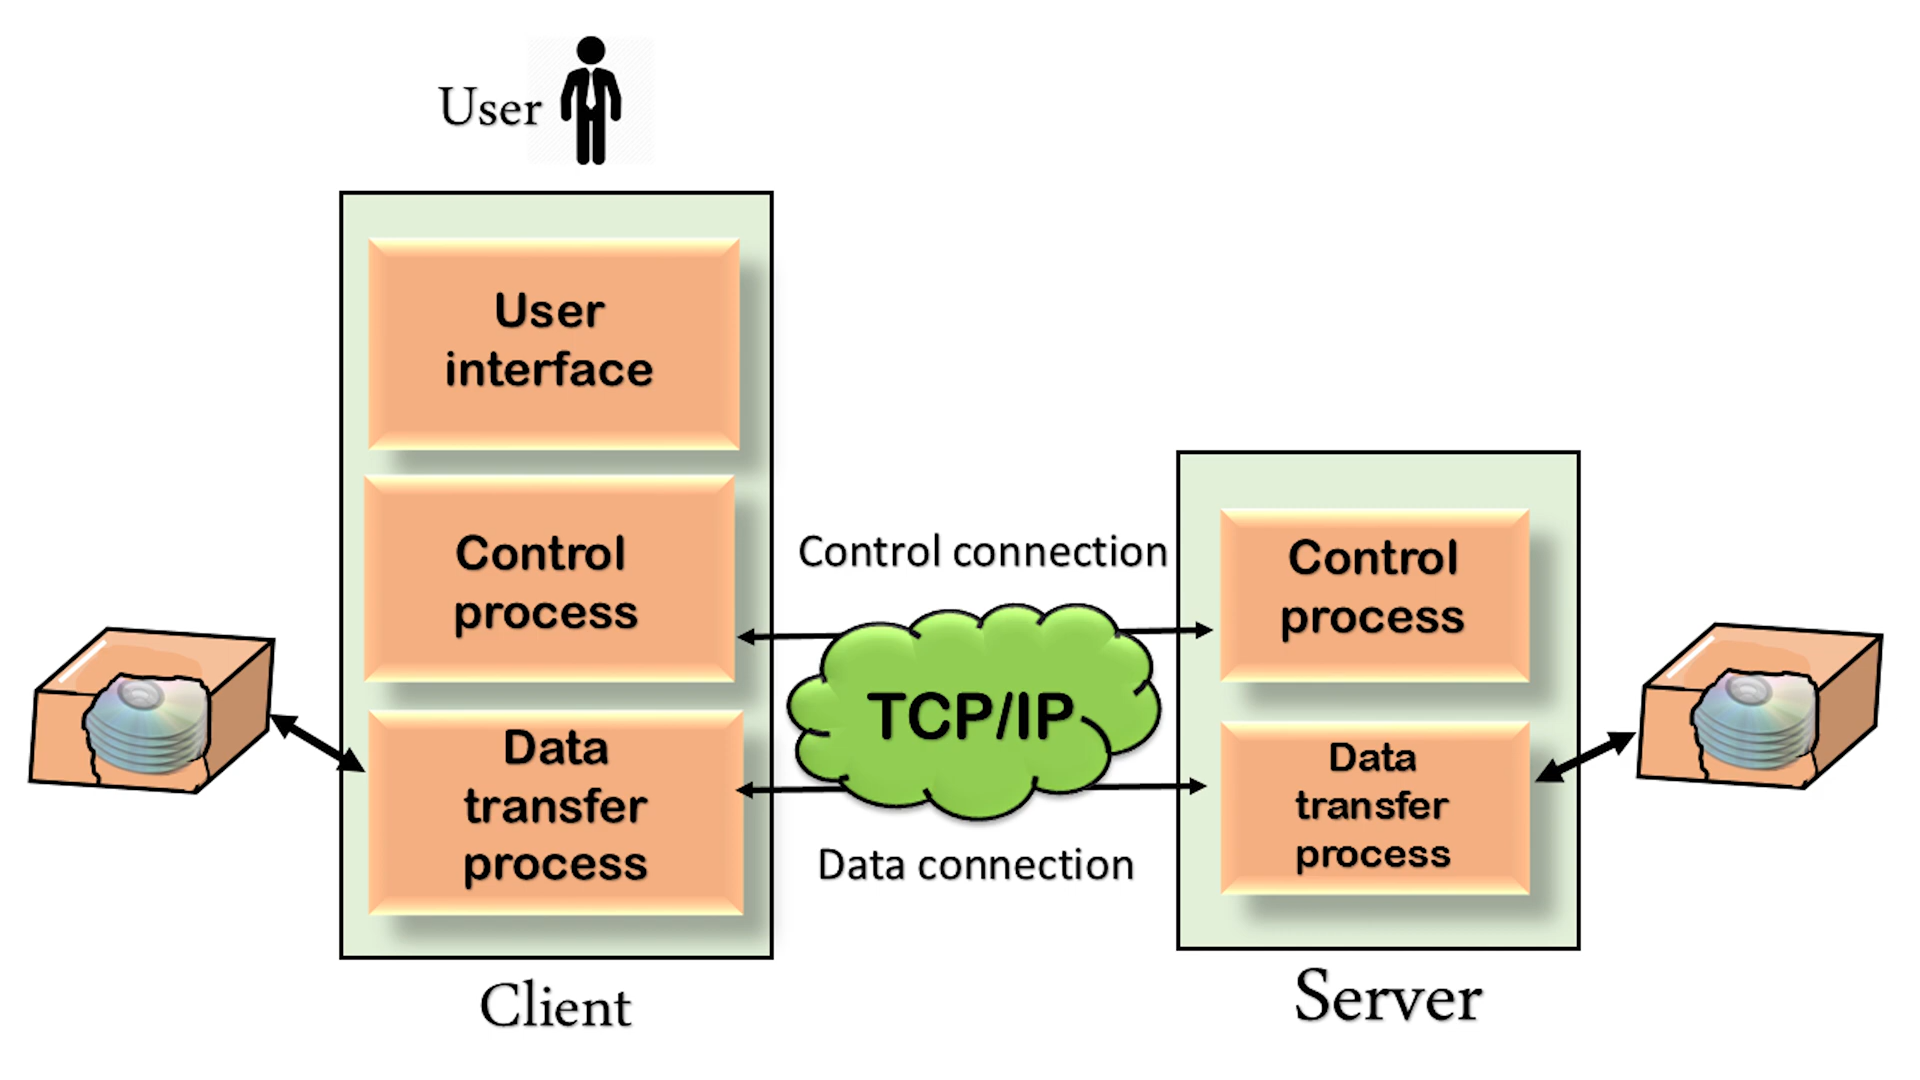 User
User
interface
Control
process
Data
transfer
process
Client
Control connection
TCP/IP
Data connection
Control
process
Data
transfer
process
Server